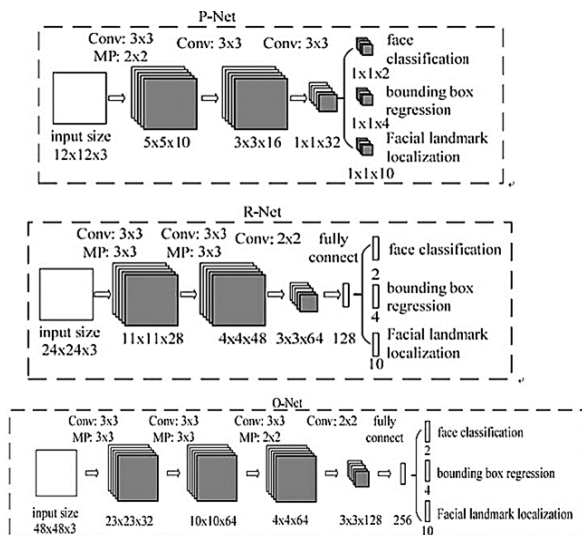 P-Net
Conv: 3x3 Conv: 3x3 Conv: 3x3
MP: 2x2
face
classification
1x1x2
bounding box
regression
1x1x4
Facial landmark
localization
1x1x10
input size
12x12x3
5x5x10 3x3x16 1x1x32
R-Net
Conv: 3x3 Conv: 3x3 Conv: 2x2 fully
MP: 3x3 MP: 3x3 connect
face classification
2
bounding box
regression
4
Facial landmark
localization
10
input size
24x24x3
11x11x28 4x4x48 3x3x64 128
O-Net
Conv: 3x3 Conv: 3x3 Conv: 3x3 Conv: 2x2 fully
MP: 3x3 MP: 3x3 MP: 2x2 connect
face classification
2
bounding box regression
4
Facial landmark localization
10
input size
48x48x3
23x23x32 10x10x64 4x4x64 3x3x128 256